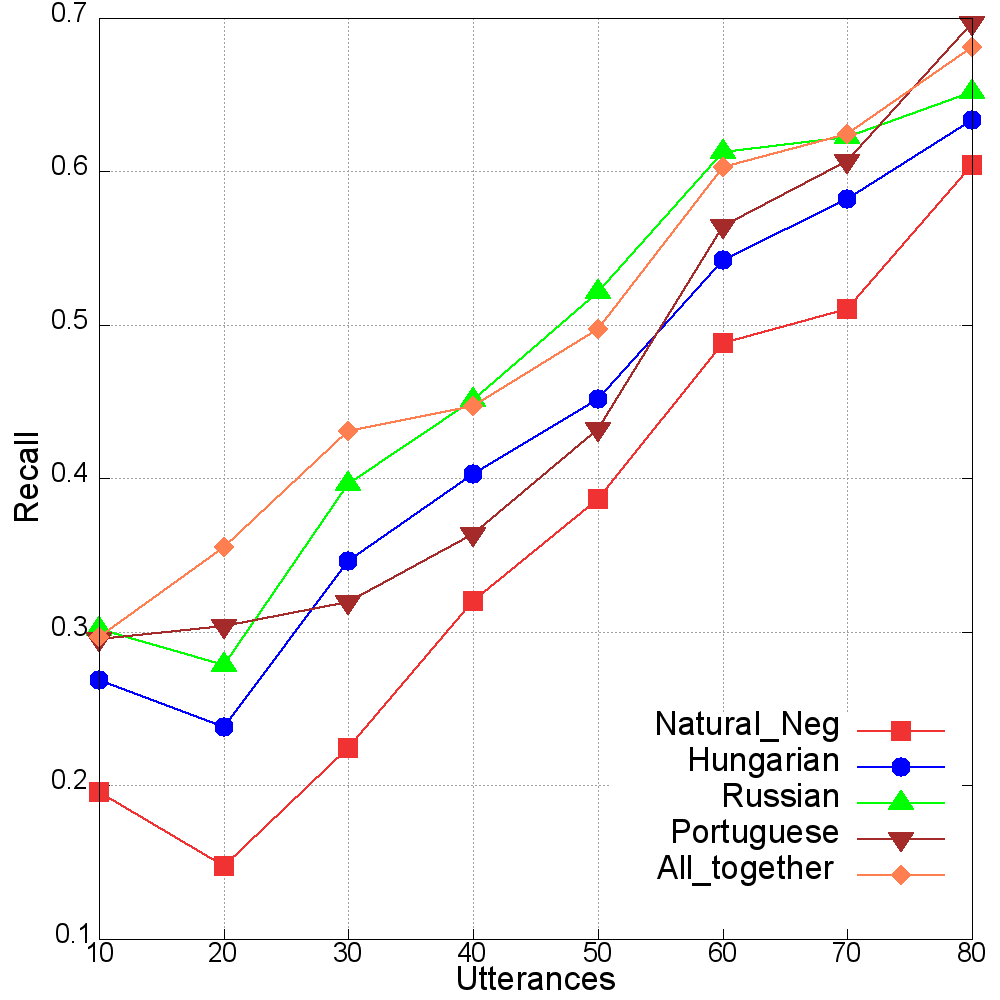 0.7
0.6
0.5
0.4
0.3
0.2
0.1
Recall
Natural_Neg
Hungarian
Russian
Portuguese
All_together
10 20 30 40 50 60 70 80
Utterances